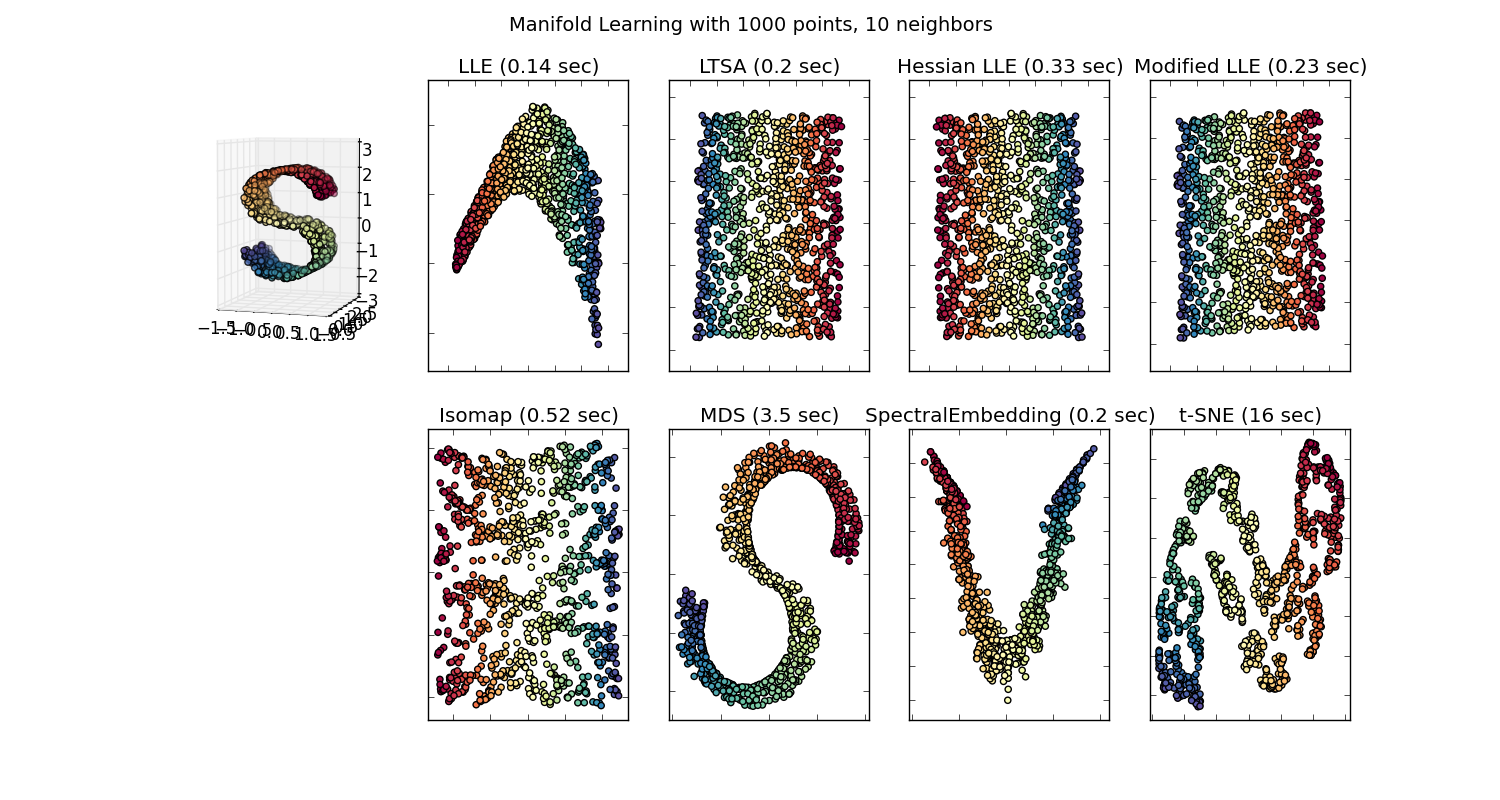 Manifold Learning with 1000 points, 10 neighbors
LLE (0.14 sec)
LTSA (0.2 sec)
Hessian LLE (0.33 sec)
Modified LLE (0.23 sec)
3
2
1
0
−1
−2
−3
Isomap (0.52 sec)
MDS (3.5 sec)
SpectralEmbedding (0.2 sec)
t-SNE (16 sec)